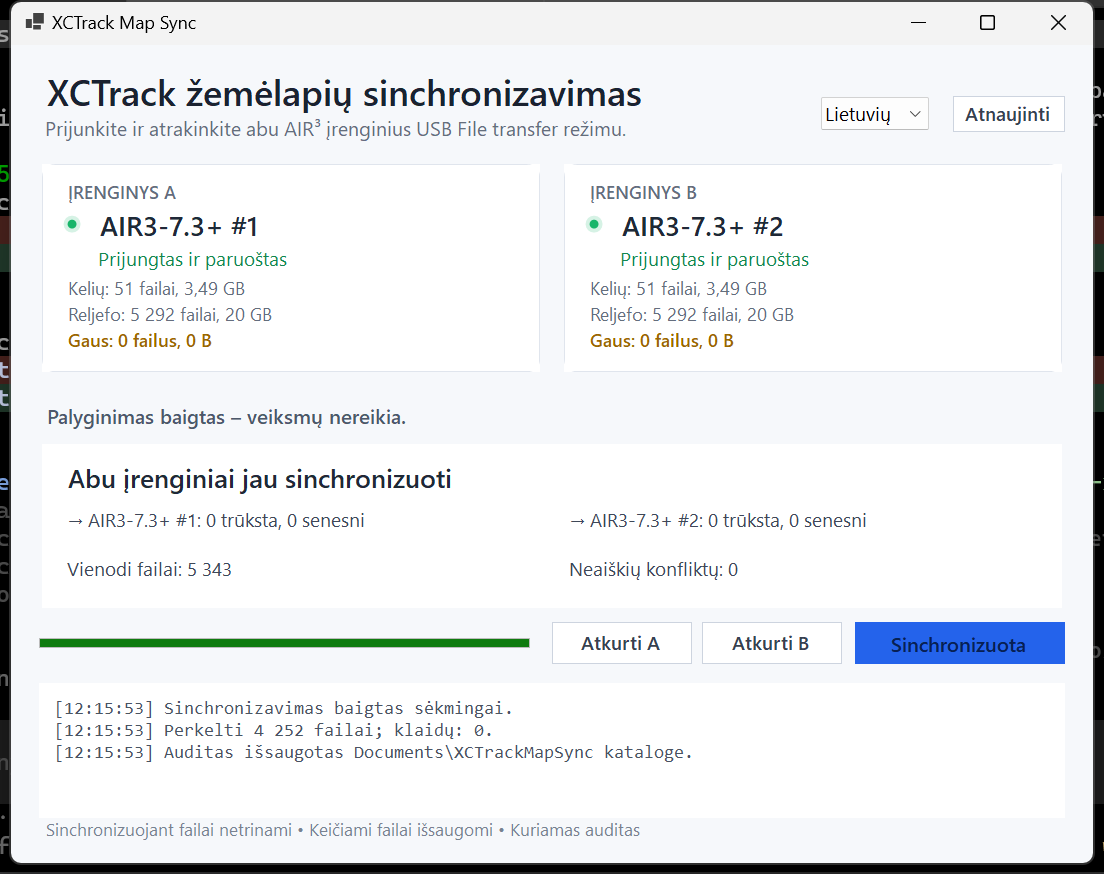 XCTrack Map Sync
XCTrack žemėlapių sinchronizavimas
Prijunkite ir atrakinkite abu AIR³ įrenginius USB File transfer režimu.
Lietuvių
Atnaujinti
ĮRENGINYS A
AIR3-7.3+ #1
Prijungtas ir paruoštas
Kelių: 51 failai, 3,49 GB
Reljefo: 5 292 failai, 20 GB
Gaus: 0 failus, 0 B
ĮRENGINYS B
AIR3-7.3+ #2
Prijungtas ir paruoštas
Kelių: 51 failai, 3,49 GB
Reljefo: 5 292 failai, 20 GB
Gaus: 0 failus, 0 B
Palyginimas baigtas – veiksmų nereikia.
Abu įrenginiai jau sinchronizuoti
→ AIR3-7.3+ #1: 0 trūksta, 0 senesni
→ AIR3-7.3+ #2: 0 trūksta, 0 senesni
Vienodi failai: 5 343
Neaiškių konfliktų: 0
Atkurti A
Atkurti B
Sinchronizuota
[12:15:53] Sinchronizavimas baigtas sėkmingai.
[12:15:53] Perkelti 4 252 failai; klaidų: 0.
[12:15:53] Auditas išsaugotas Documents\XCTrackMapSync kataloge.
Sinchronizuojant failai netrinami • Keičiami failai išsaugomi • Kuriamas auditas